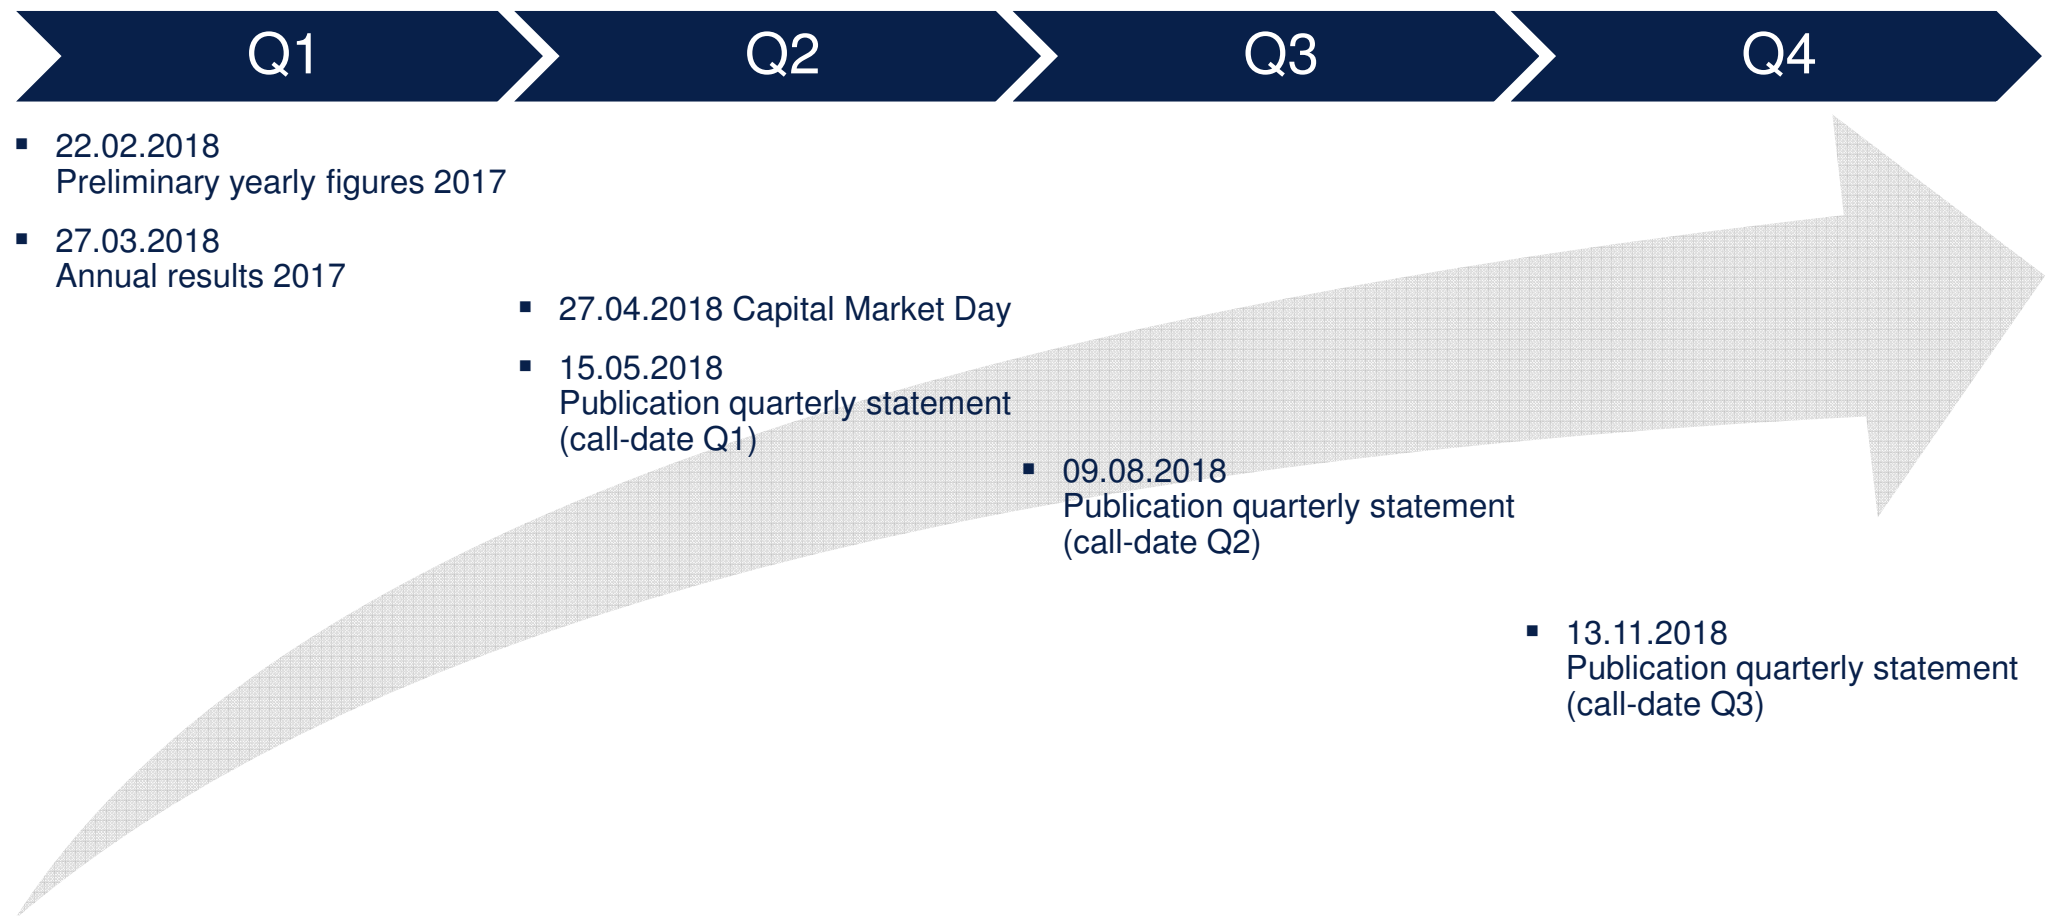 Q1
Q2
Q3
Q4
22.02.2018
Preliminary yearly figures 2017
27.03.2018
Annual results 2017
27.04.2018 Capital Market Day
15.05.2018
Publication quarterly statement
(call-date Q1)
09.08.2018
Publication quarterly statement
(call-date Q2)
13.11.2018
Publication quarterly statement
(call-date Q3)